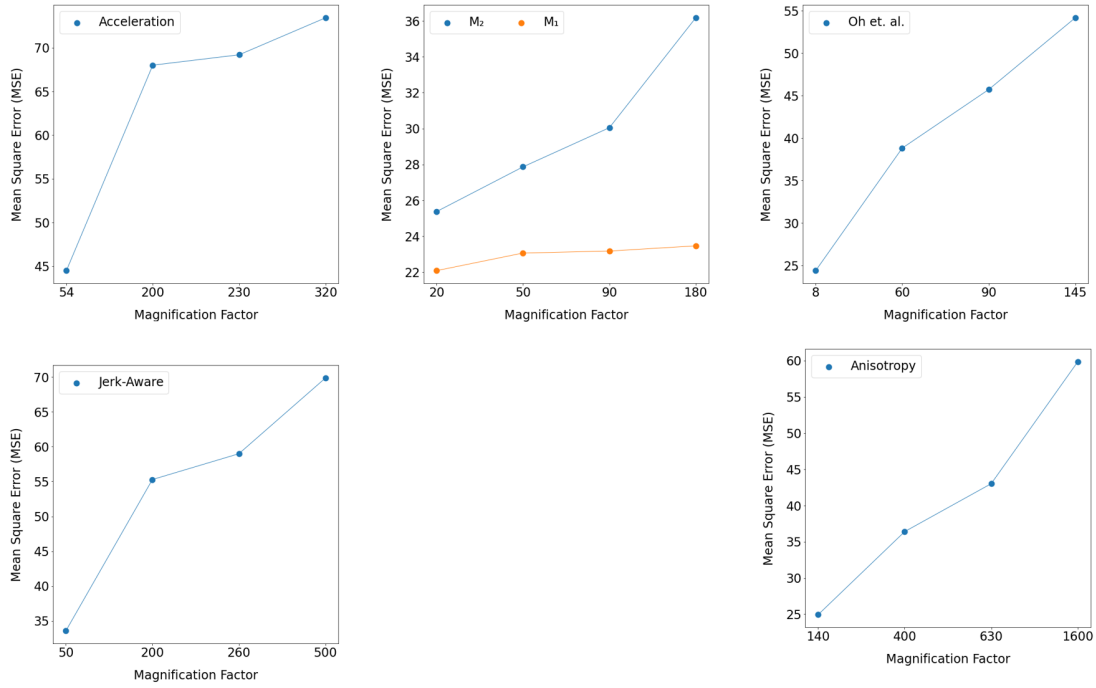 Acceleration
Mean Square Error (MSE)
70
65
60
55
50
45
54 200 230 320
Magnification Factor
M₂ M₁
Mean Square Error (MSE)
36
34
32
30
28
26
24
22
20 50 90 180
Magnification Factor
Oh et. al.
Mean Square Error (MSE)
55
50
45
40
35
30
25
8 60 90 145
Magnification Factor
Jerk-Aware
Mean Square Error (MSE)
70
65
60
55
50
45
40
35
50 200 260 500
Magnification Factor
Anisotropy
Mean Square Error (MSE)
60
55
50
45
40
35
30
25
140 400 630 1600
Magnification Factor